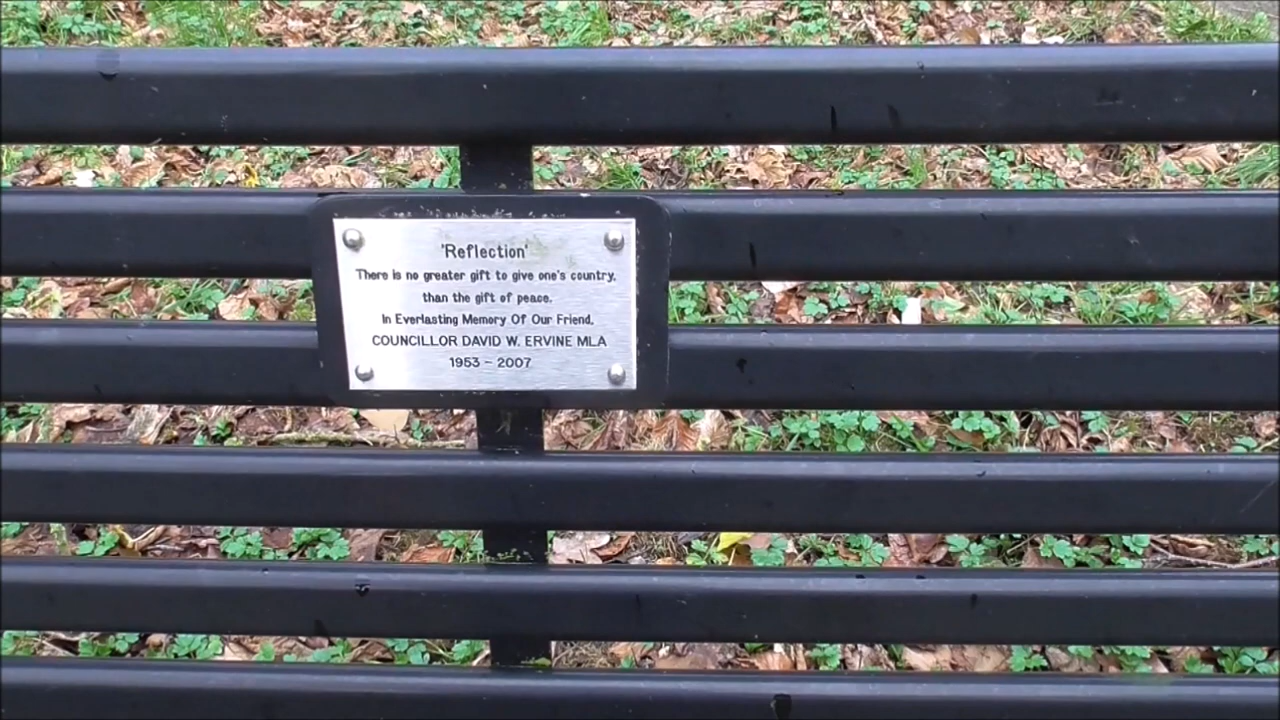 'Reflection'
There is no greater gift to give one's country,
than the gift of peace.
In Everlasting Memory Of Our Friend,
COUNCILLOR DAVID W. ERVINE MLA
1953 - 2007